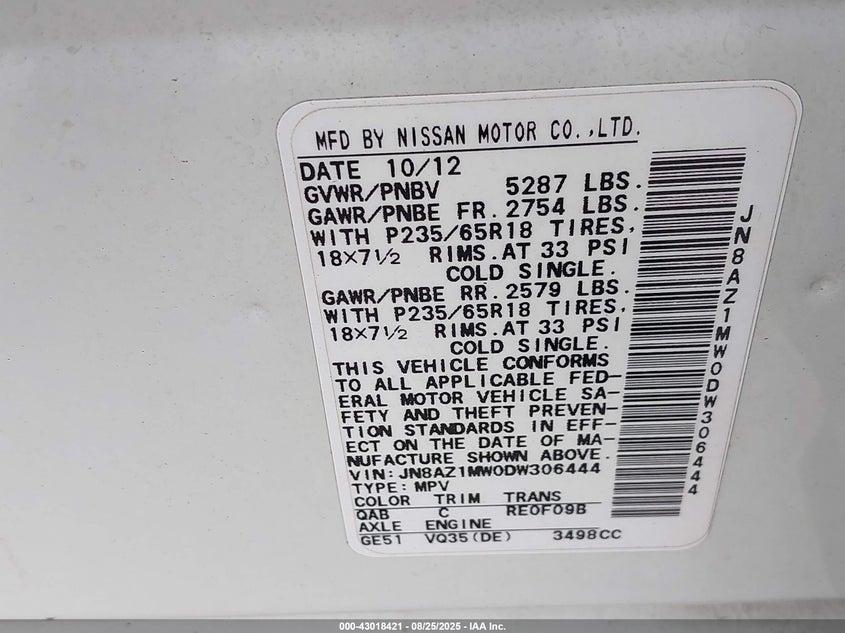 MFD BY NISSAN MOTOR CO.,LTD.
DATE 10/12
GVWR/PNBV 5287 LBS.
GAWR/PNBE FR. 2754 LBS.
WITH P235/65R18 TIRES,
18×7 1/2 RIMS.AT 33 PSI
COLD SINGLE.
GAWR/PNBE RR. 2579 LBS.
WITH P235/65R18 TIRES,
18×7 1/2 RIMS.AT 33 PSI
COLD SINGLE.
THIS VEHICLE CONFORMS
TO ALL APPLICABLE FED-
ERAL MOTOR VEHICLE SA-
FETY AND THEFT PREVEN-
TION STANDARDS IN EFF-
ECT ON THE DATE OF MA-
NUFACTURE SHOWN ABOVE.
VIN:JN8AZ1MW0DW306444
TYPE: MPV
COLOR TRIM TRANS
QAB C RE0F09B
AXLE ENGINE
GE51 VQ35(DE) 3498CC
JN8AZ1MW0DW306444
000-43018421 - 08/25/2025 - IAA Inc.